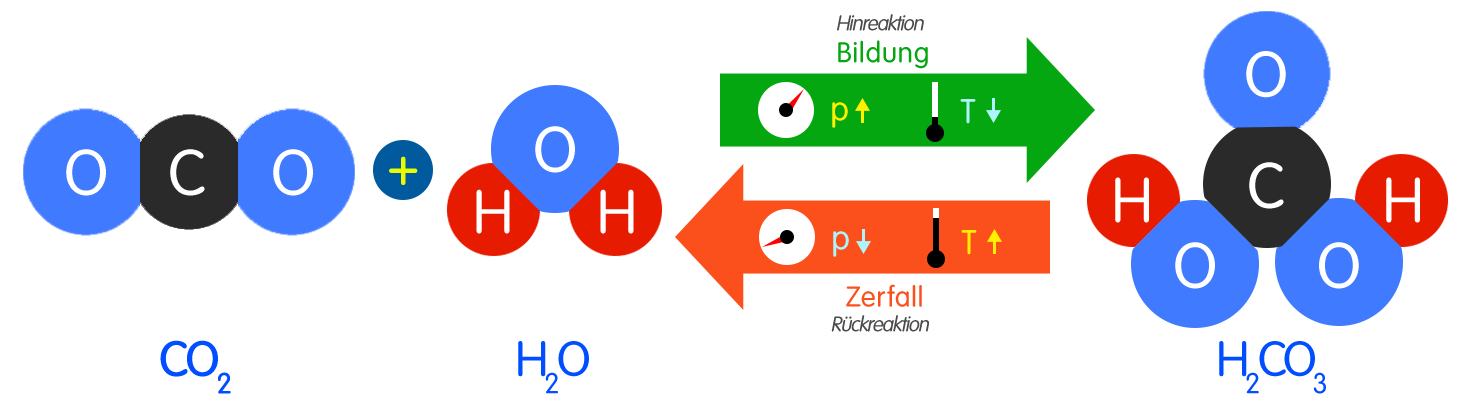 Hinreaktion
Bildung
p T
O C O + O H H
O C H H O O
p T
Zerfall
Rückreaktion
CO₂ H₂O H₂CO₃